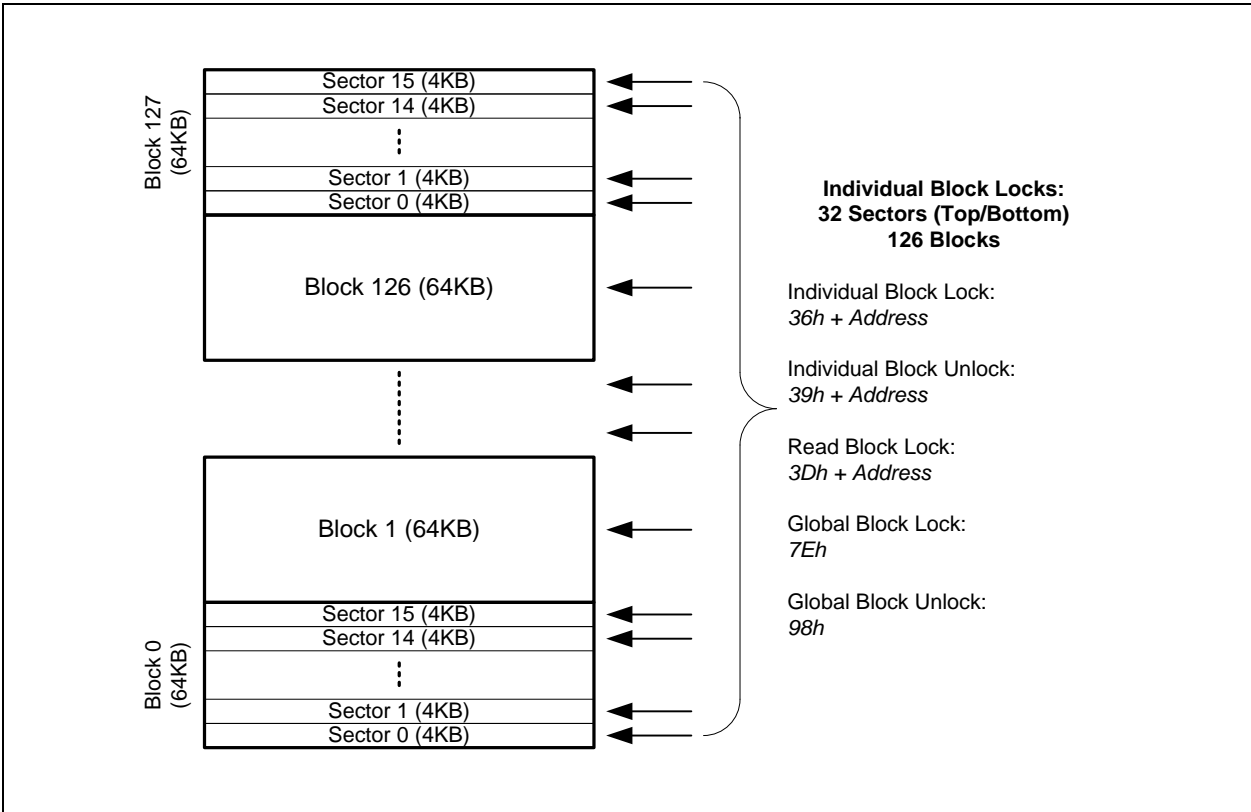 Block 127
(64KB)
Sector 15 (4KB)
Sector 14 (4KB)
Sector 1 (4KB)
Sector 0 (4KB)
Block 126 (64KB)
Block 1 (64KB)
Block 0
(64KB)
Sector 15 (4KB)
Sector 14 (4KB)
Sector 1 (4KB)
Sector 0 (4KB)
Individual Block Locks:
32 Sectors (Top/Bottom)
126 Blocks
Individual Block Lock:
36h + Address
Individual Block Unlock:
39h + Address
Read Block Lock:
3Dh + Address
Global Block Lock:
7Eh
Global Block Unlock:
98h